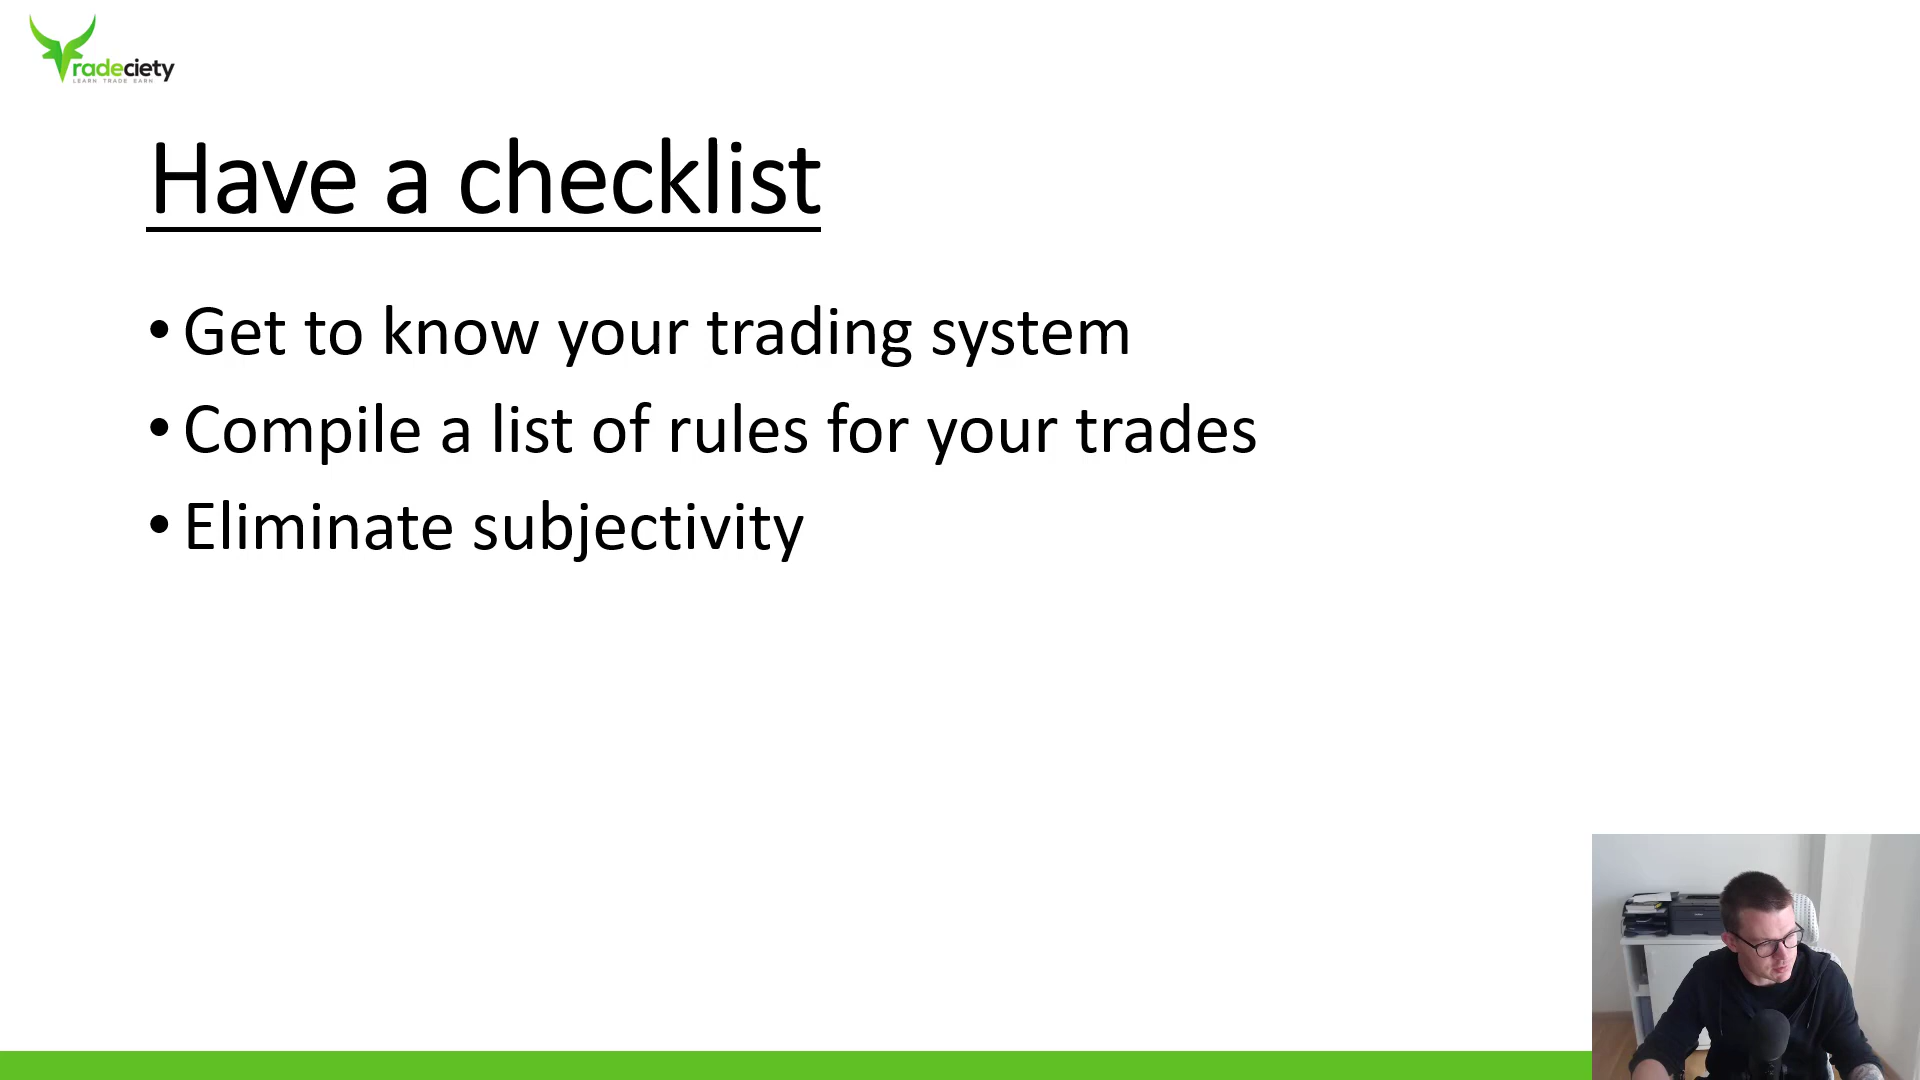 Tradeciety
LEARN TRADE EARN
Have a checklist
• Get to know your trading system
• Compile a list of rules for your trades
• Eliminate subjectivity